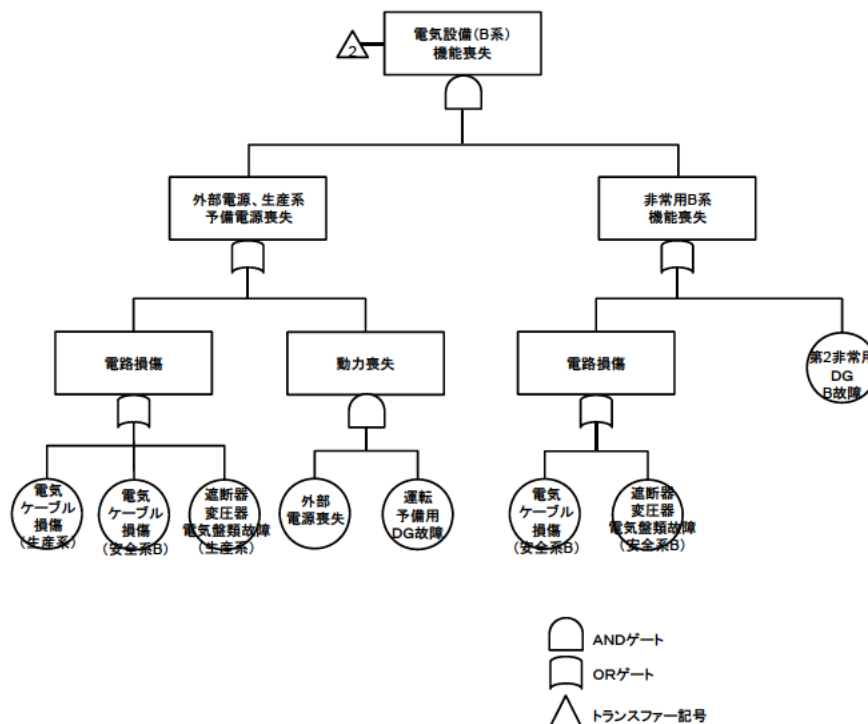 電気設備(B系)
機能喪失
2
外部電源、生産系
予備電源喪失
非常用B系
機能喪失
電路損傷
動力喪失
電路損傷
第2非常用
DG
B故障
電気
ケーブル
損傷
(生産系)
電気
ケーブル
損傷
(安全系B)
遮断器
変圧器
電気盤類故障
(生産系)
外部
電源喪失
運転
予備用
DG故障
電気
ケーブル
損傷
(安全系B)
遮断器
変圧器
電気盤類故障
(安全系B)
ANDゲート
ORゲート
トランスファー記号